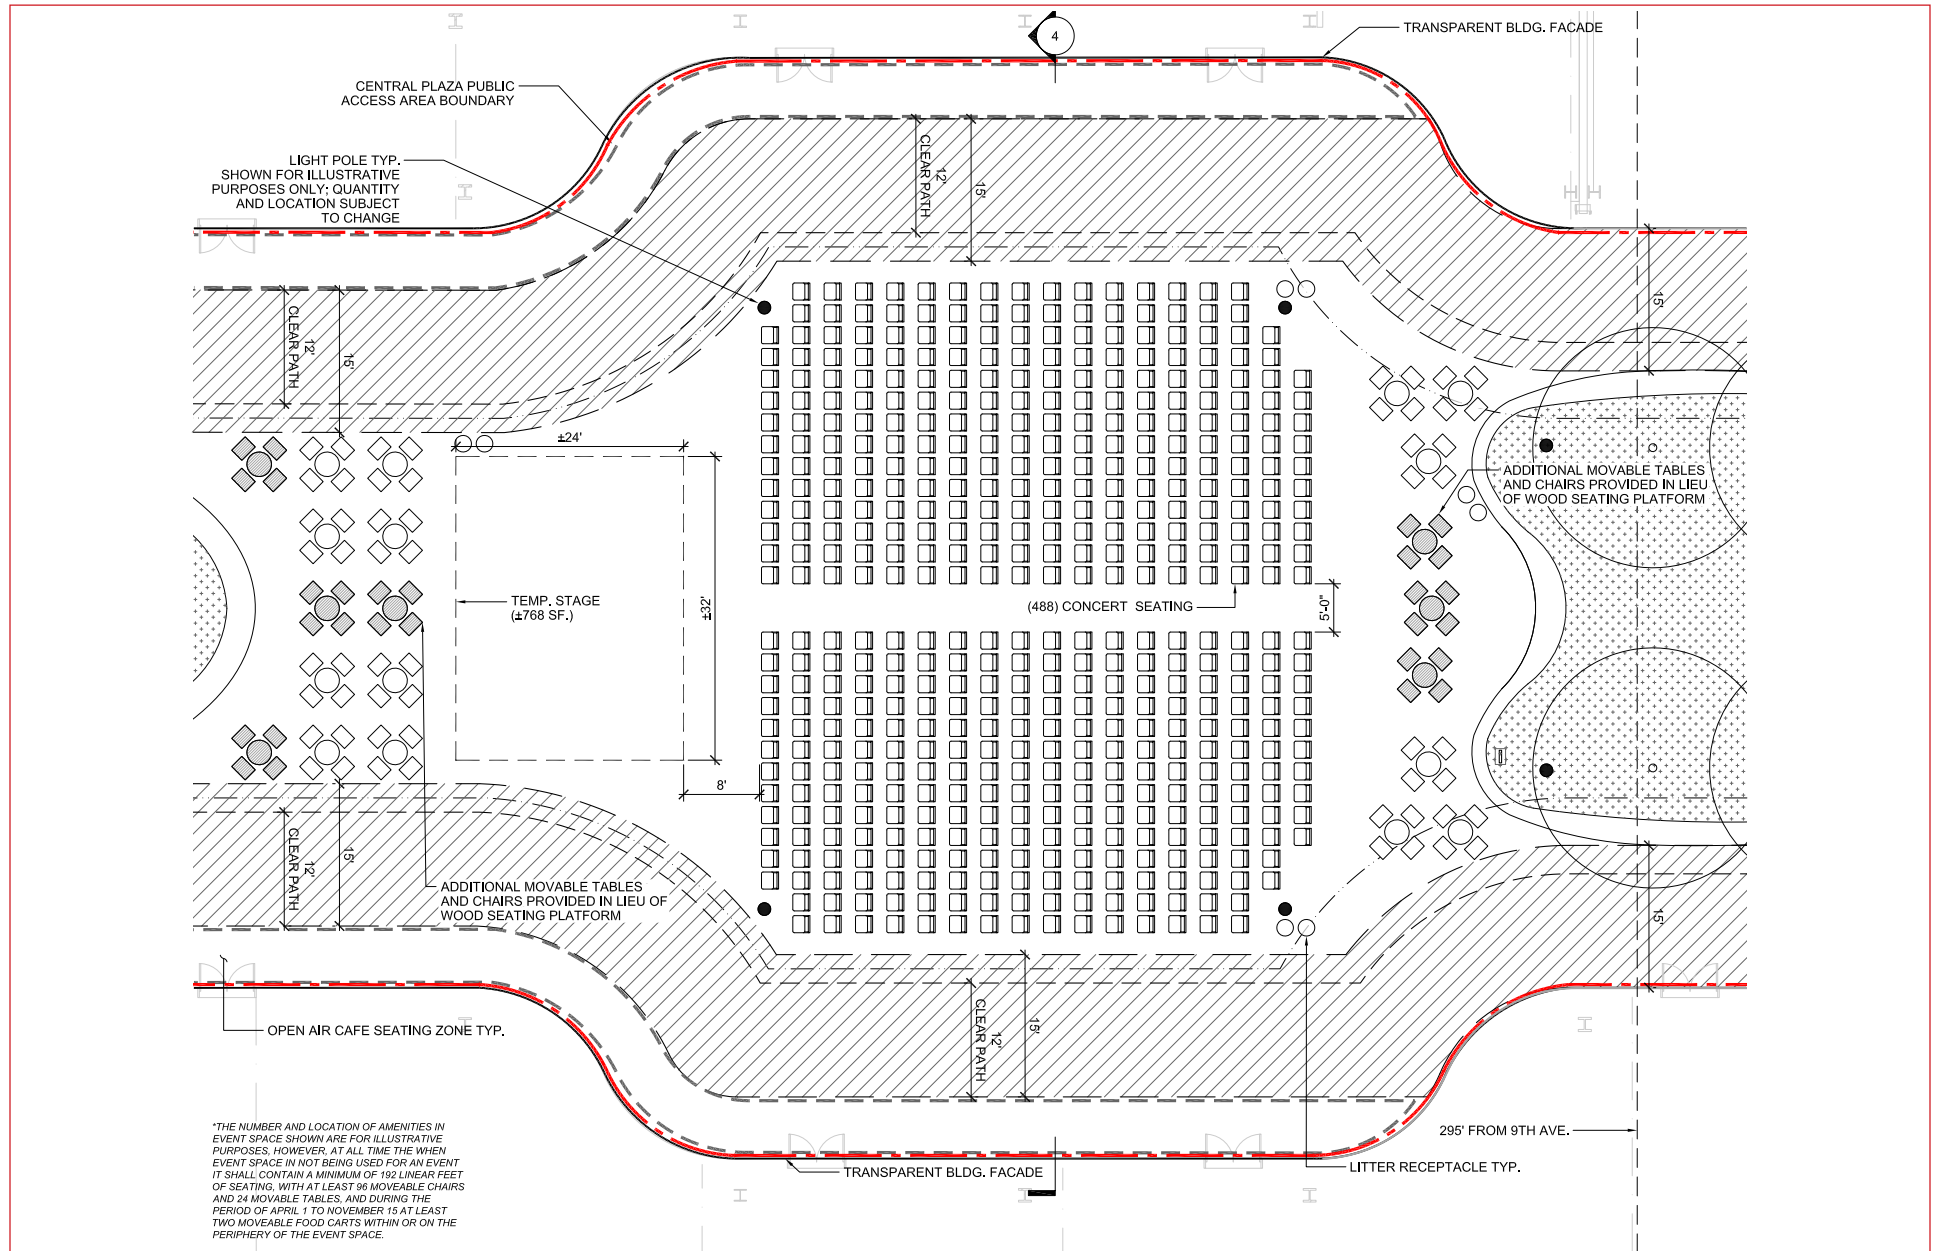 4
TRANSPARENT BLDG. FACADE
CENTRAL PLAZA PUBLIC
ACCESS AREA BOUNDARY
LIGHT POLE TYP.
SHOWN FOR ILLUSTRATIVE
PURPOSES ONLY; QUANTITY
AND LOCATION SUBJECT
TO CHANGE
12'
CLEAR PATH
15'
12'
CLEAR PATH
15'
15'
±24'
ADDITIONAL MOVABLE TABLES
AND CHAIRS PROVIDED IN LIEU
OF WOOD SEATING PLATFORM
TEMP. STAGE
(±768 SF.)
±32'
(488) CONCERT SEATING
5'-0"
8'
12'
CLEAR PATH
15'
ADDITIONAL MOVABLE TABLES
AND CHAIRS PROVIDED IN LIEU OF
WOOD SEATING PLATFORM
15'
12'
CLEAR PATH
15'
OPEN AIR CAFE SEATING ZONE TYP.
295' FROM 9TH AVE.
LITTER RECEPTACLE TYP.
TRANSPARENT BLDG. FACADE
*THE NUMBER AND LOCATION OF AMENITIES IN
EVENT SPACE SHOWN ARE FOR ILLUSTRATIVE
PURPOSES, HOWEVER, AT ALL TIME THE WHEN
EVENT SPACE IN NOT BEING USED FOR AN EVENT
IT SHALL CONTAIN A MINIMUM OF 192 LINEAR FEET
OF SEATING, WITH AT LEAST 96 MOVEABLE CHAIRS
AND 24 MOVABLE TABLES, AND DURING THE
PERIOD OF APRIL 1 TO NOVEMBER 15 AT LEAST
TWO MOVEABLE FOOD CARTS WITHIN OR ON THE
PERIPHERY OF THE EVENT SPACE.